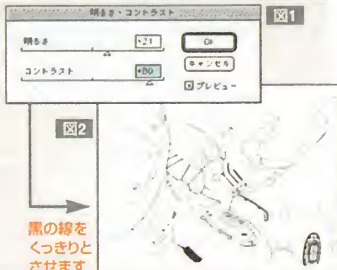 明るさ・コントラスト
図1
明るさ
+21
OK
コントラスト
+80
キャンセル
プレビュー
図2
黒の線を
くっきりと
させます